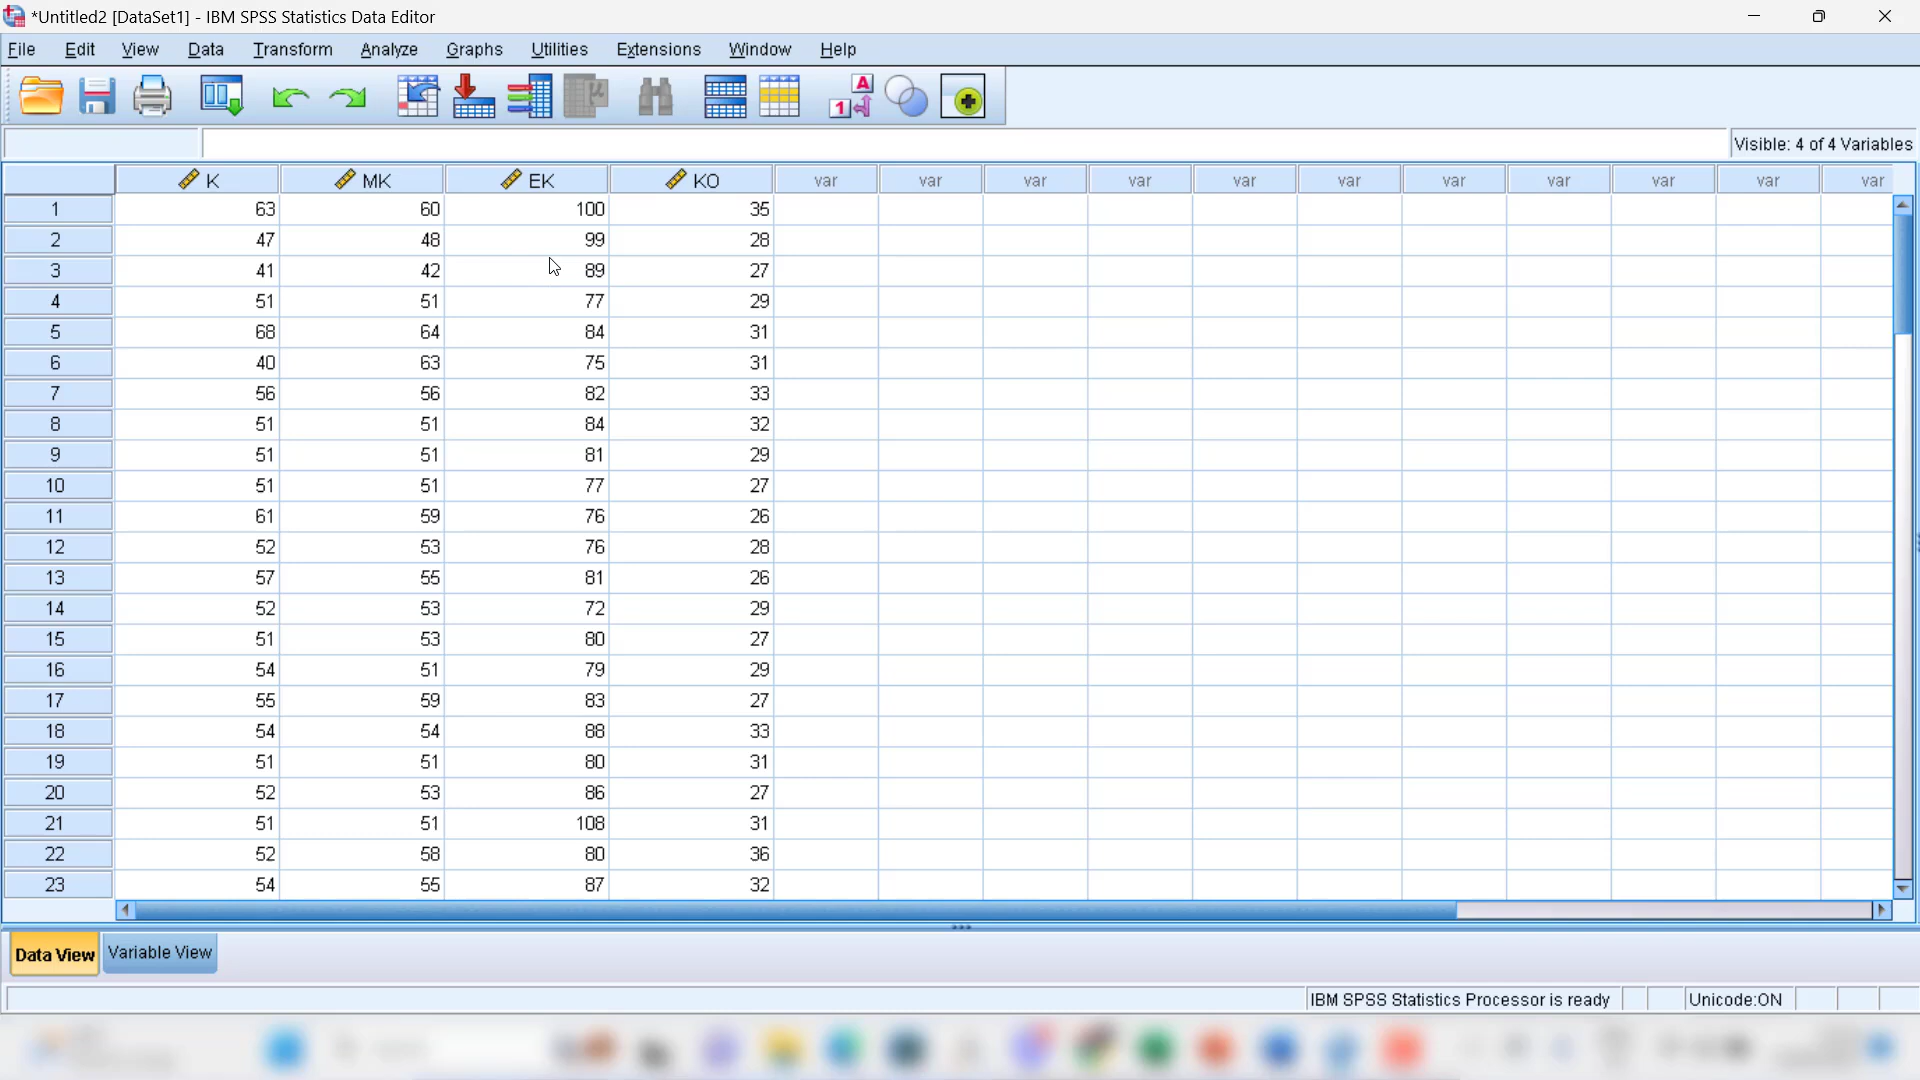 *Untitled2 [DataSet1] - IBM SPSS Statistics Data Editor
File Edit View Data Transform Analyze Graphs Utilities Extensions Window Help
Visible: 4 of 4 Variables
K MK EK KO var var var var var var var var var var var
1 63 60 100 35
2 47 48 99 28
3 41 42 89 27
4 51 51 77 29
5 68 64 84 31
6 40 63 75 31
7 56 56 82 33
8 51 51 84 32
9 51 51 81 29
10 51 51 77 27
11 61 59 76 26
12 52 53 76 28
13 57 55 81 26
14 52 53 72 29
15 51 53 80 27
16 54 51 79 29
17 55 59 83 27
18 54 54 88 33
19 51 51 80 31
20 52 53 86 27
21 51 51 108 31
22 52 58 80 36
23 54 55 87 32
Data View Variable View
IBM SPSS Statistics Processor is ready Unicode:ON